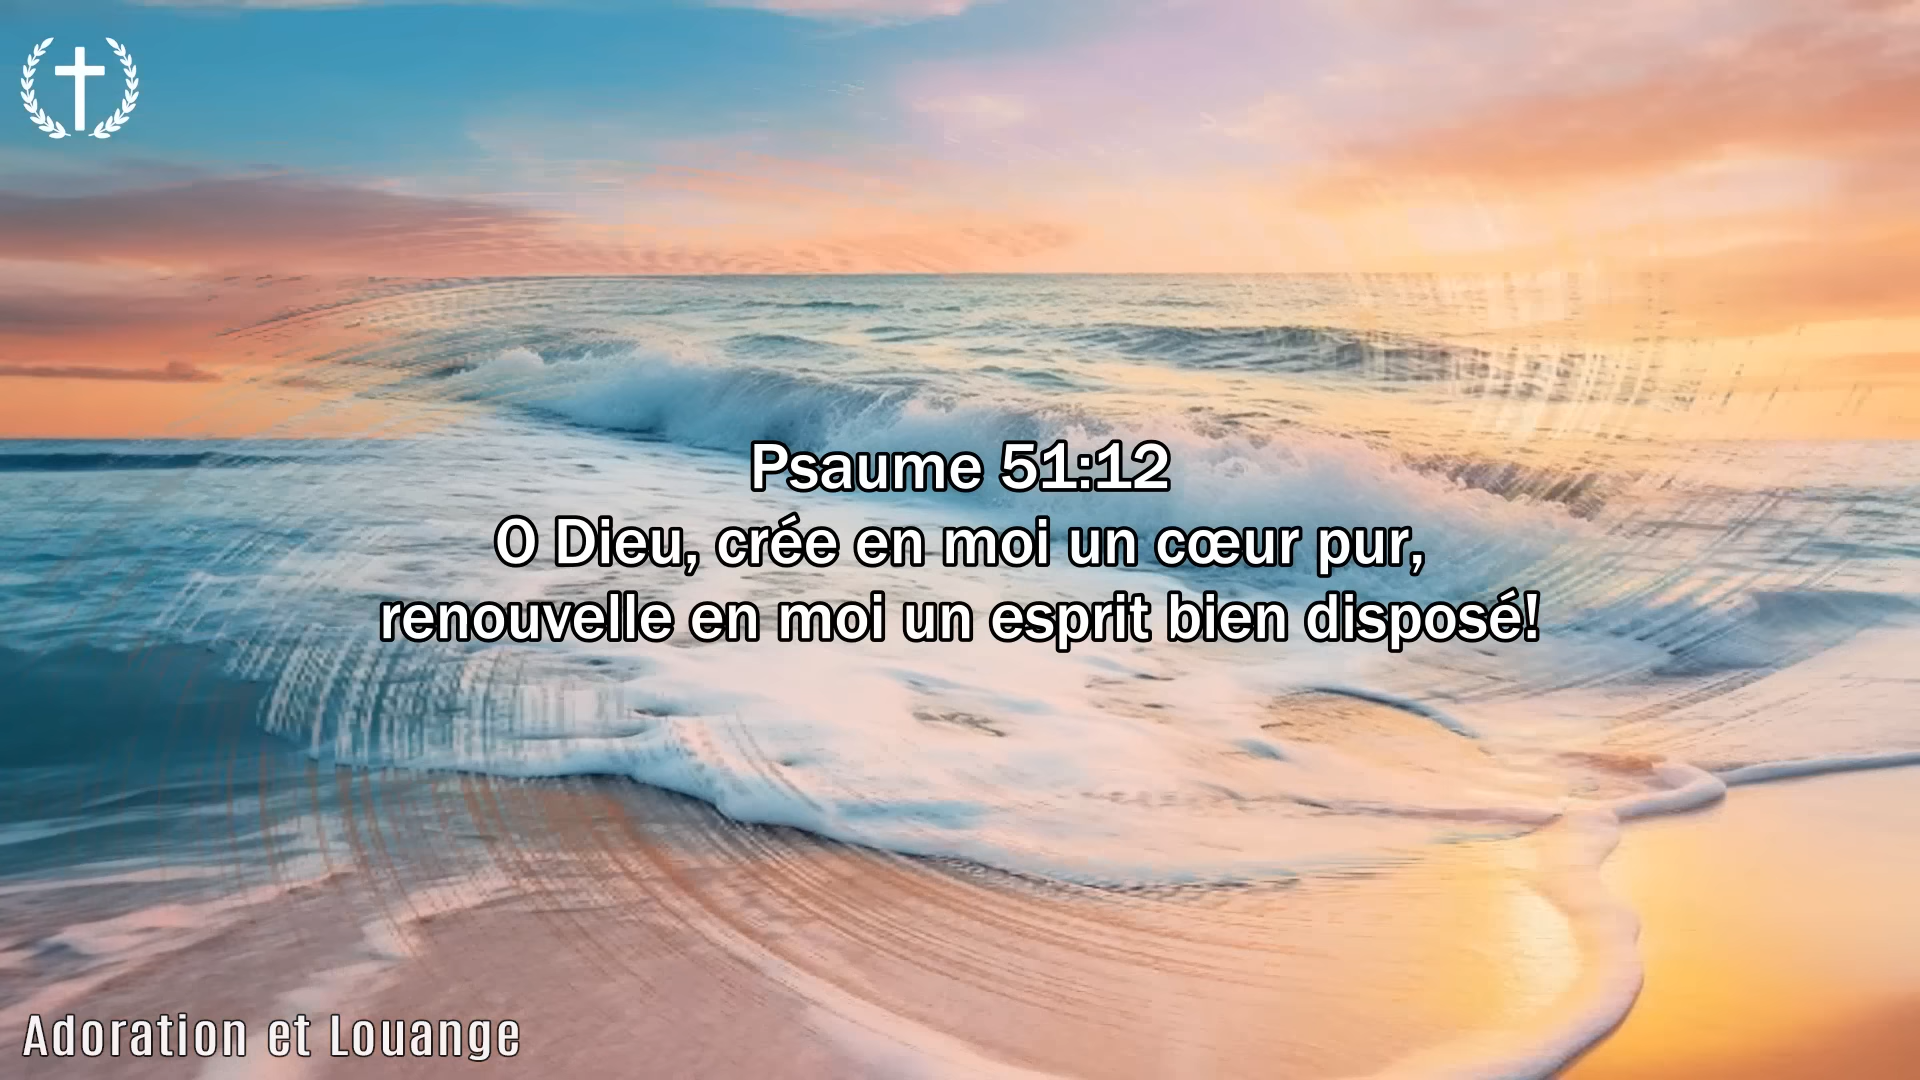 Psaume 51:12
O Dieu, crée en moi un cœur pur,
renouvelle en moi un esprit bien disposé!
Adoration et Louange